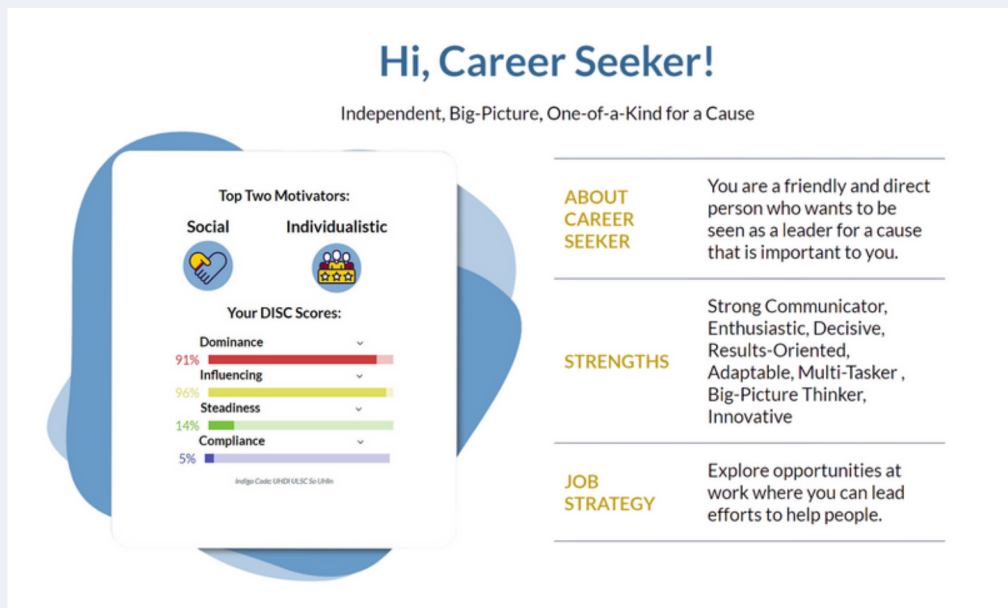 Hi, Career Seeker!
Independent, Big-Picture, One-of-a-Kind for a Cause
Top Two Motivators:
Social
Individualistic
Your DISC Scores:
Dominance
91%
Influencing
96%
Steadiness
14%
Compliance
5%
Indigo Code: UHDI ULSC So UHIn
ABOUT
CAREER
SEEKER
You are a friendly and direct
person who wants to be
seen as a leader for a cause
that is important to you.
STRENGTHS
Strong Communicator,
Enthusiastic, Decisive,
Results-Oriented,
Adaptable, Multi-Tasker ,
Big-Picture Thinker,
Innovative
JOB
STRATEGY
Explore opportunities at
work where you can lead
efforts to help people.